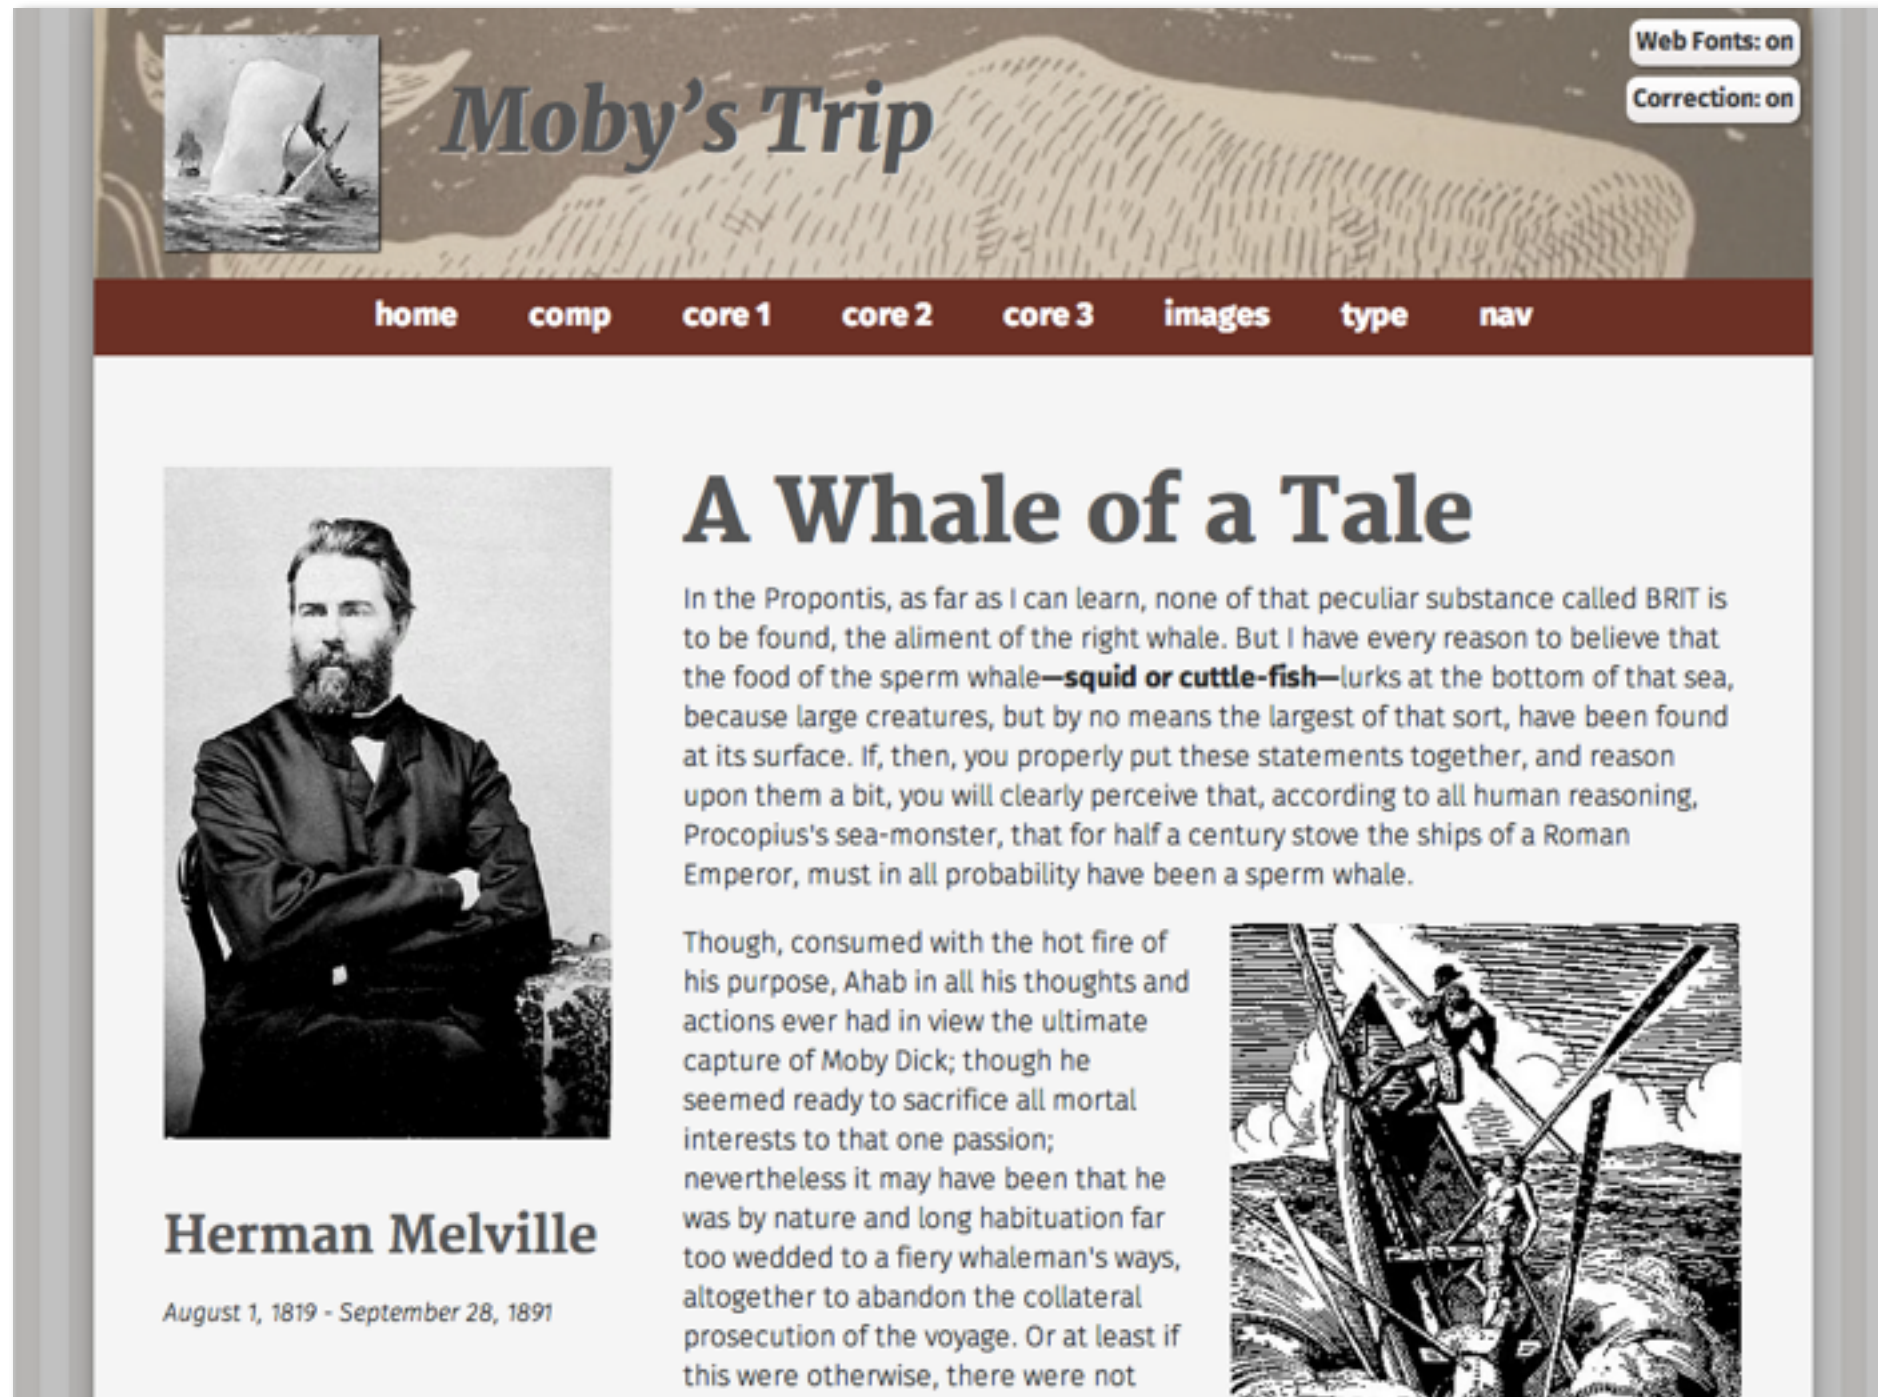 Moby’s Trip
Web Fonts: on
Correction: on
home comp core 1 core 2 core 3 images type nav
Herman Melville
August 1, 1819 - September 28, 1891
A Whale of a Tale
In the Propontis, as far as I can learn, none of that peculiar substance called BRIT is
to be found, the aliment of the right whale. But I have every reason to believe that
the food of the sperm whale—squid or cuttle-fish—lurks at the bottom of that sea,
because large creatures, but by no means the largest of that sort, have been found
at its surface. If, then, you properly put these statements together, and reason
upon them a bit, you will clearly perceive that, according to all human reasoning,
Procopius's sea-monster, that for half a century stove the ships of a Roman
Emperor, must in all probability have been a sperm whale.
Though, consumed with the hot fire of
his purpose, Ahab in all his thoughts and
actions ever had in view the ultimate
capture of Moby Dick; though he
seemed ready to sacrifice all mortal
interests to that one passion;
nevertheless it may have been that he
was by nature and long habituation far
too wedded to a fiery whaleman's ways,
altogether to abandon the collateral
prosecution of the voyage. Or at least if
this were otherwise, there were not